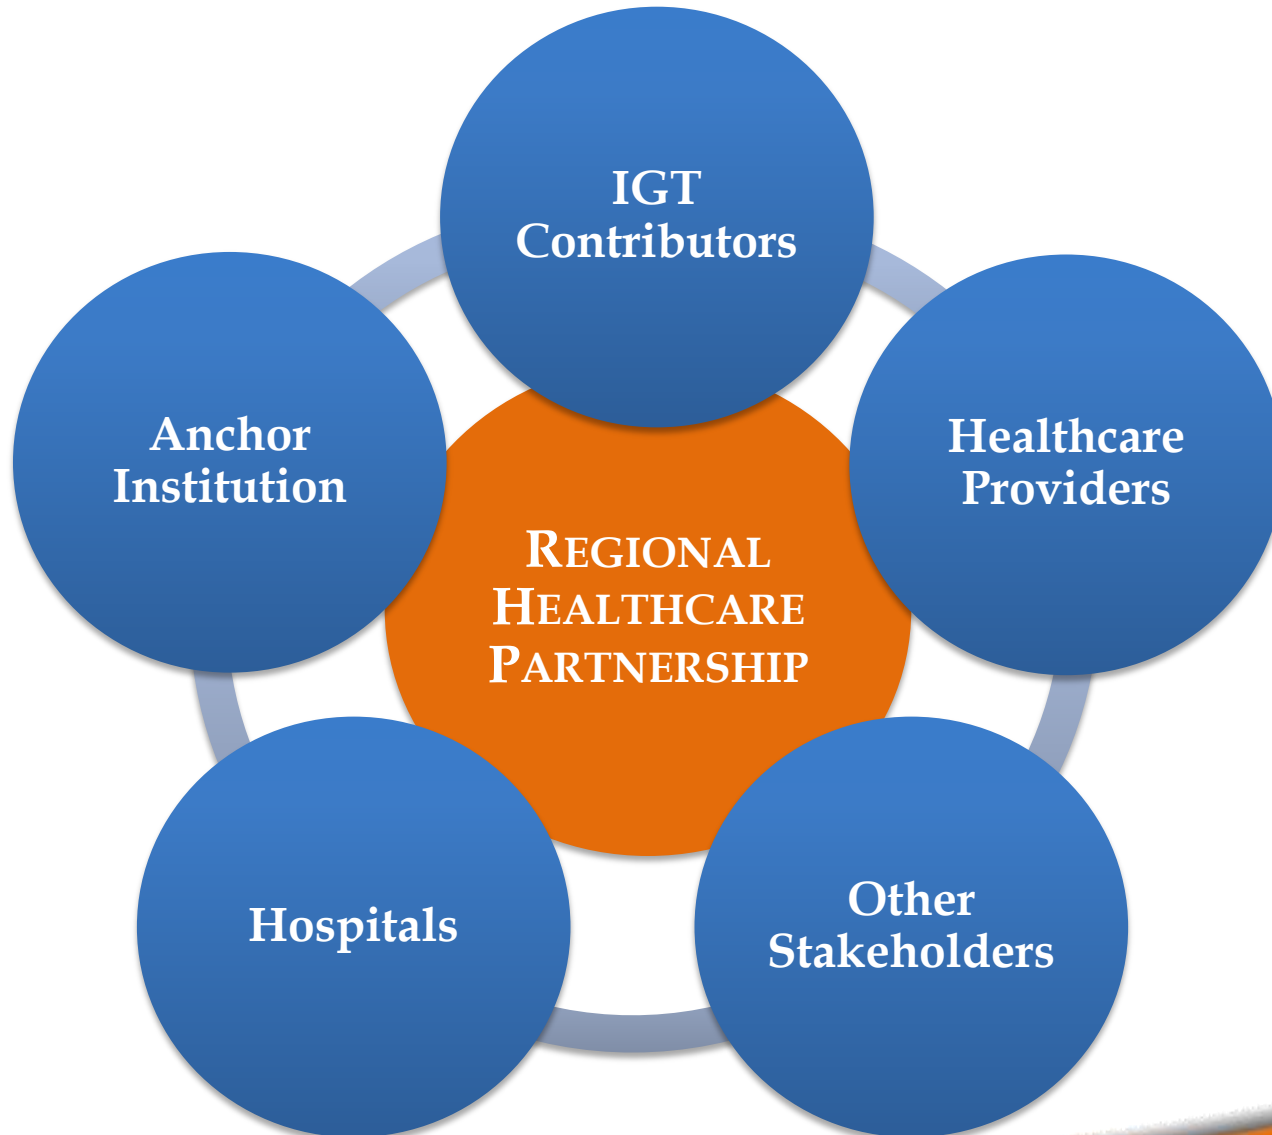 IGT
Contributors
Anchor
Institution
Healthcare
Providers
REGIONAL
HEALTHCARE
PARTNERSHIP
Hospitals
Other
Stakeholders